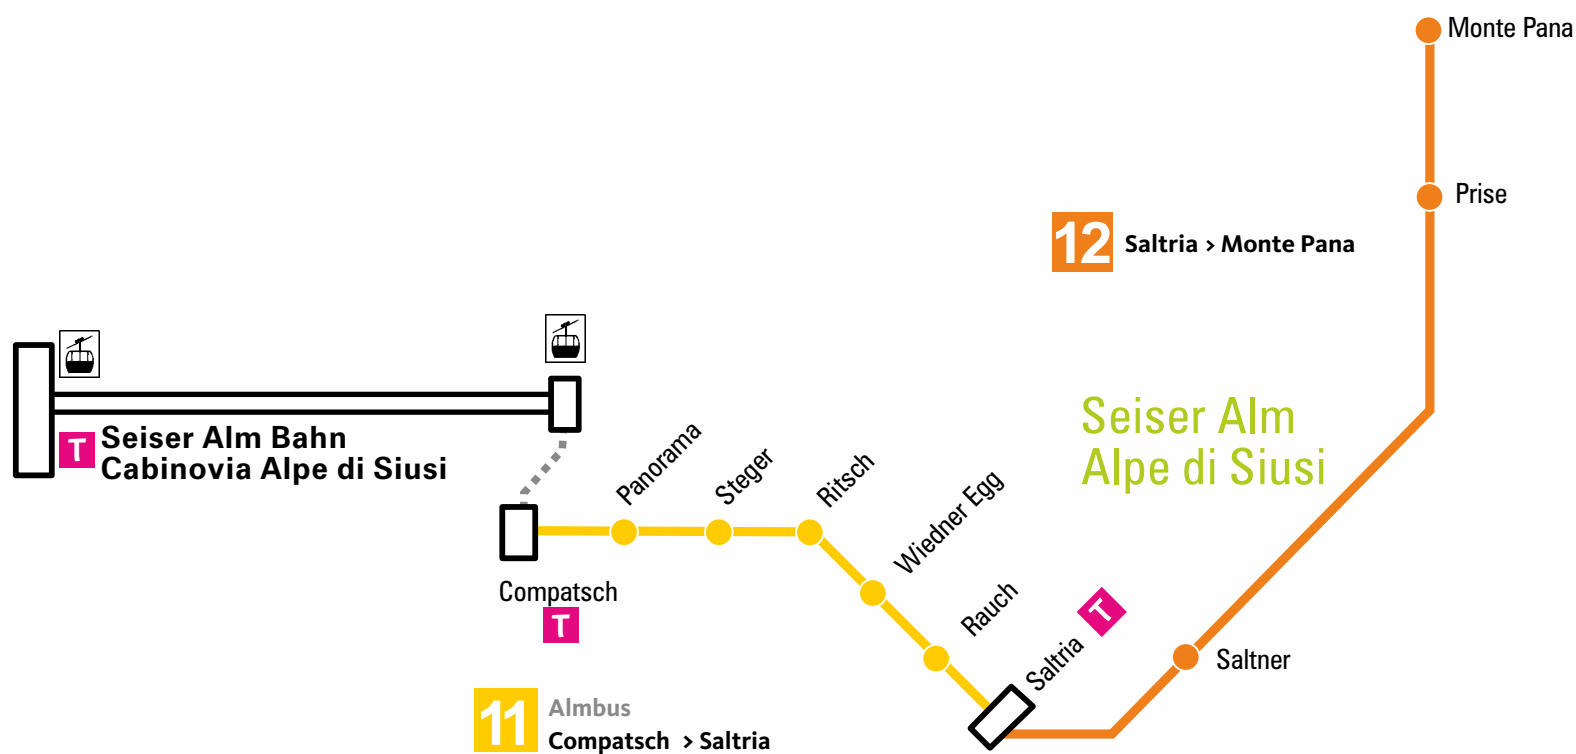 Monte Pana
Prise
12 Saltria > Monte Pana
Seiser Alm
Alpe di Siusi
T Seiser Alm Bahn
Cabinovia Alpe di Siusi
Panorama
Steger
Ritsch
Wiedner Egg
Rauch
Saltria T
Saltner
Compatsch
T
11 Almbus
Compatsch > Saltria